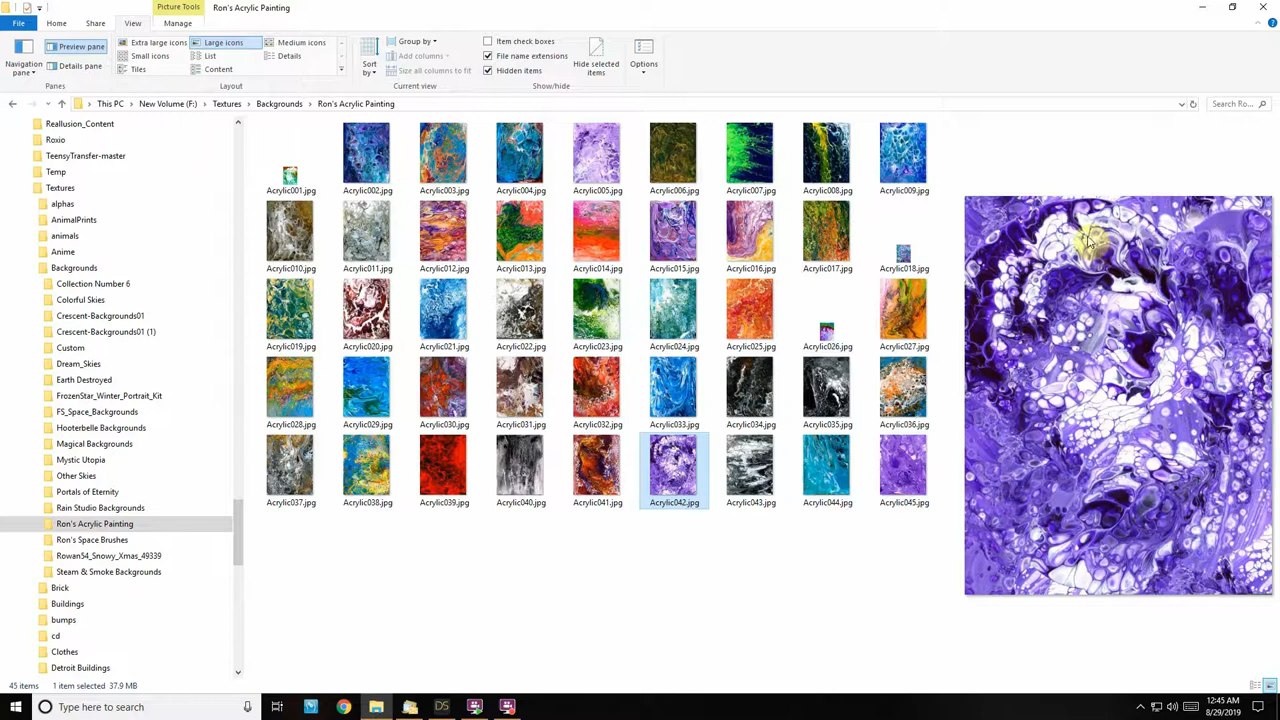 Picture Tools
Ron's Acrylic Painting
File
Home
Share
View
Manage
Navigation pane
Preview pane
Details pane
Panes
Extra large icons
Large icons
Medium icons
Small icons
List
Details
Tiles
Content
Layout
Sort by
Group by
Add columns
Size all columns to fit
Current view
Item check boxes
File name extensions
Hidden items
Hide selected items
Show/hide
Options
This PC > New Volume (F:) > Textures > Backgrounds > Ron's Acrylic Painting
Search Ro...
Reallusion_Content
Roxio
TeensyTransfer-master
Temp
Textures
alphas
AnimalPrints
animals
Anime
Backgrounds
Collection Number 6
Colorful Skies
Crescent-Backgrounds01
Crescent-Backgrounds01 (1)
Custom
Dream_Skies
Earth Destroyed
FrozenStar_Winter_Portrait_Kit
FS_Space_Backgrounds
Hooterville Backgrounds
Magical Backgrounds
Mystic Utopia
Other Skies
Portals of Eternity
Rain Studio Backgrounds
Ron's Acrylic Painting
Ron's Space Brushes
Rowan54_Snowy_Xmas_49339
Steam & Smoke Backgrounds
Brick
Buildings
bumps
cd
Clothes
Detroit Buildings
Acrylic001.jpg Acrylic002.jpg Acrylic003.jpg Acrylic004.jpg Acrylic005.jpg Acrylic006.jpg Acrylic007.jpg Acrylic008.jpg Acrylic009.jpg
Acrylic010.jpg Acrylic011.jpg Acrylic012.jpg Acrylic013.jpg Acrylic014.jpg Acrylic015.jpg Acrylic016.jpg Acrylic017.jpg Acrylic018.jpg
Acrylic019.jpg Acrylic020.jpg Acrylic021.jpg Acrylic022.jpg Acrylic023.jpg Acrylic024.jpg Acrylic025.jpg Acrylic026.jpg Acrylic027.jpg
Acrylic028.jpg Acrylic029.jpg Acrylic030.jpg Acrylic031.jpg Acrylic032.jpg Acrylic033.jpg Acrylic034.jpg Acrylic035.jpg Acrylic036.jpg
Acrylic037.jpg Acrylic038.jpg Acrylic039.jpg Acrylic040.jpg Acrylic041.jpg Acrylic042.jpg Acrylic043.jpg Acrylic044.jpg Acrylic045.jpg
45 items 1 item selected 37.9 MB
Type here to search
DS
12:45 AM
8/29/2019